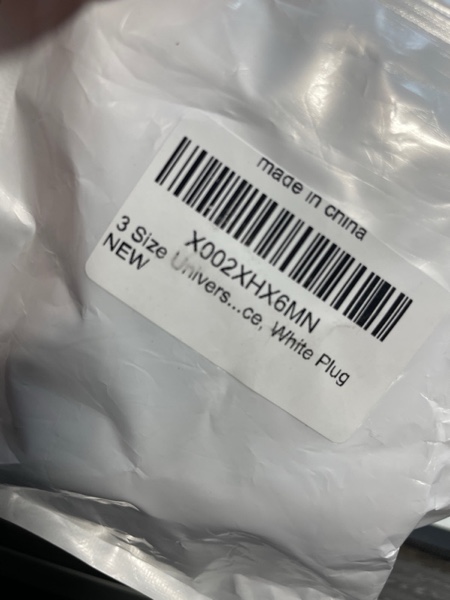 made in china
X002XHX6MN
3 Size Univers...ce, White Plug
NEW